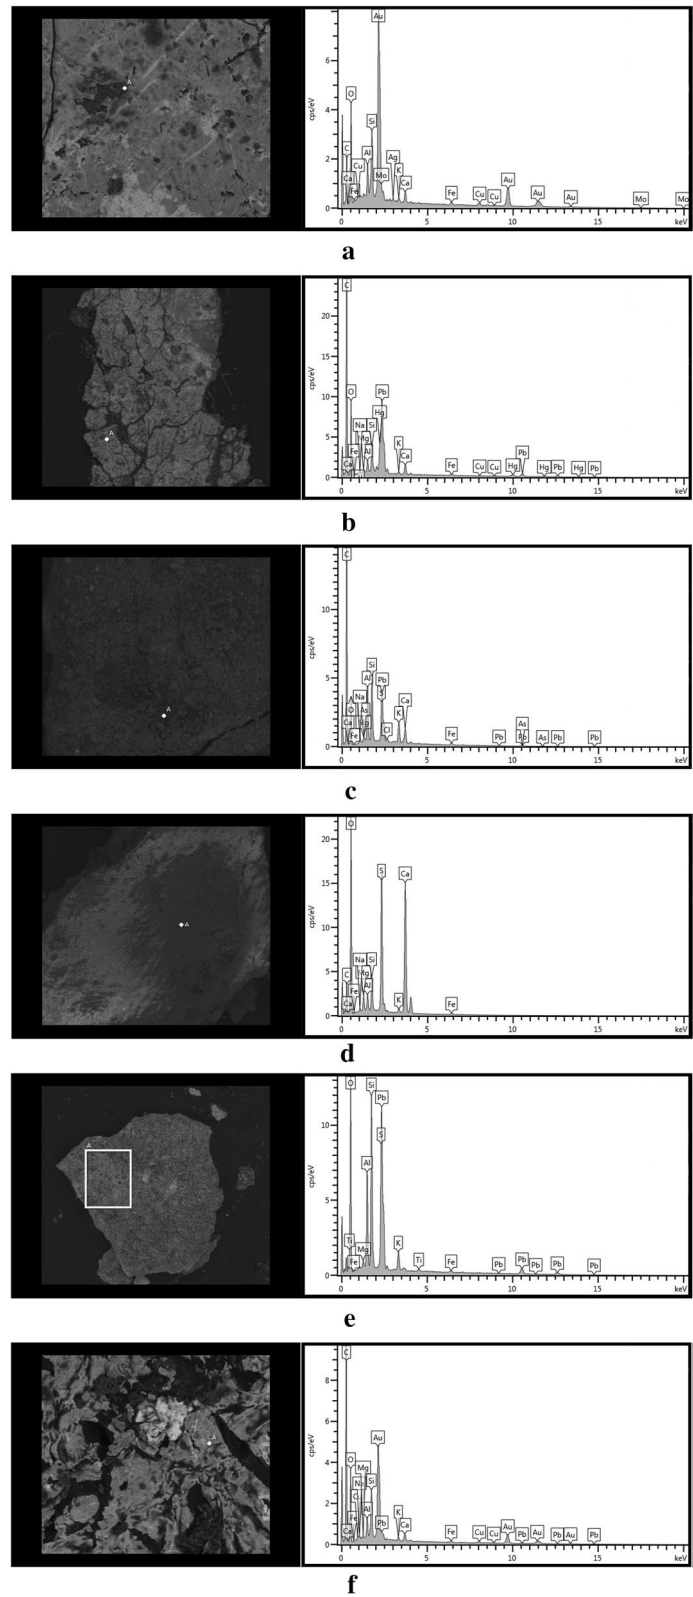 Au
6
O
cps/eV
4
Si
C Al Ag
2 Cu K
Ca Mo Ca Au
Fe Fe Cu Cu Au Au Mo Mo
0
0 5 10 15 keV
A
a
C
20
15
cps/eV
10 O Pb
Hg
Na Si
5 Mg K
Fe Al Ca Pb
Ca Fe Cu Cu Hg Hg Pb Hg Pb
0
0 5 10 15 keV
A
b
C
10
cps/eV
Si
5 Al Pb
Na S Ca
O As K
Ca Cl As
Fe Fe Pb Pb As Pb Pb
0
0 5 10 15 keV
A
c
O
20
S Ca
15
cps/eV
10
Na Si
5 C Mg
Fe Al
Ca K Fe
0
0 5 10 15 keV
A
d
O Si
Pb
10 S
cps/eV
Al
5
Ti Mg K
Fe Ti Fe Pb Pb Pb Pb Pb
0
0 5 10 15 keV
A
e
C
8
6
cps/eV
Au
4 O Mg
Si
2 Al K
Fe Pb Ca Au
Ca Fe Cu Cu Pb Au Pb Au Pb
0
0 5 10 15 keV
A
f